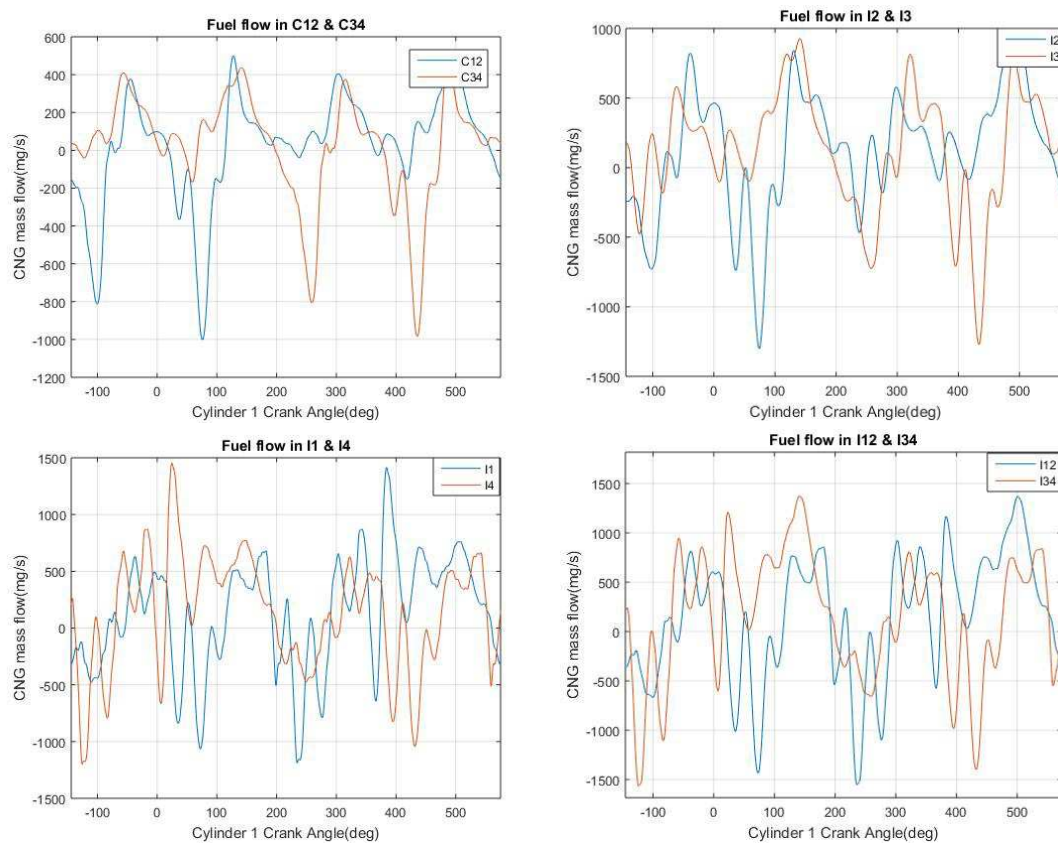 Fuel flow in C12 & C34
600
400
200
0
-200
-400
-600
-800
-1000
-1200
-100 0 100 200 300 400 500
CNG mass flow(mg/s)
Cylinder 1 Crank Angle(deg)
C12
C34
Fuel flow in I2 & I3
1000
500
0
-500
-1000
-1500
-100 0 100 200 300 400 500
CNG mass flow(mg/s)
Cylinder 1 Crank Angle(deg)
I2
I3
Fuel flow in I1 & I4
1500
1000
500
0
-500
-1000
-1500
-100 0 100 200 300 400 500
CNG mass flow(mg/s)
Cylinder 1 Crank Angle(deg)
I1
I4
Fuel flow in I12 & I34
1500
1000
500
0
-500
-1000
-1500
-100 0 100 200 300 400 500
CNG mass flow(mg/s)
Cylinder 1 Crank Angle(deg)
I12
I34